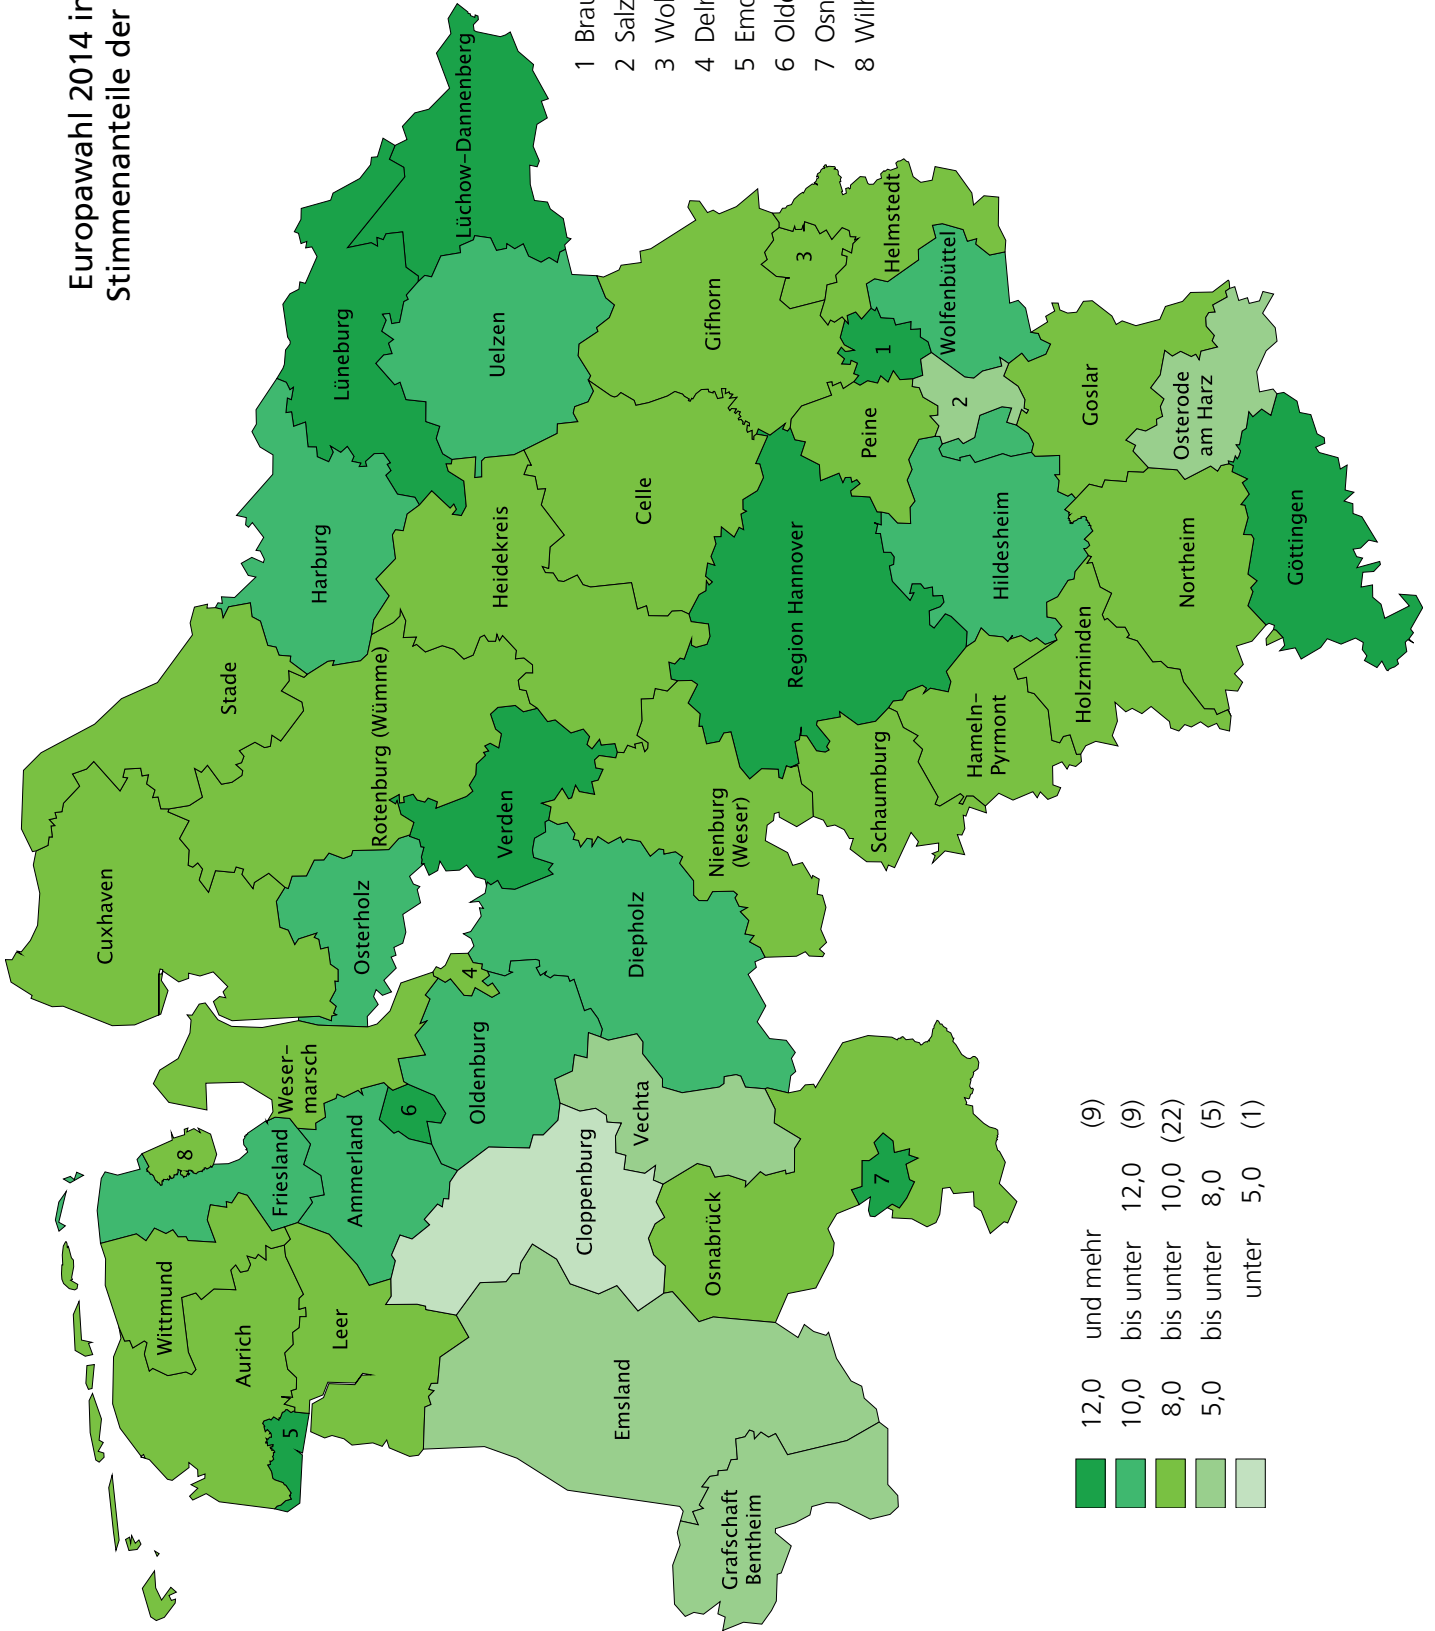 Europawahl 2014 in
Stimmenanteile der
1 Brau
2 Salz
3 Wol
4 Deln
5 Emd
6 Olde
7 Osn
8 Wilh
Lüchow–Dannenberg
Lüneburg
Uelzen
Harburg
Stade
Cuxhaven
Rotenburg (Wümme)
Heidekreis
Celle
Gifhorn
3
Helmstedt
Wolfenbüttel
1
2
Peine
Goslar
Osterode
am Harz
Göttingen
Northeim
Hildesheim
Holzminden
Hameln–
Pyrmont
Schaumburg
Region Hannover
Nienburg
(Weser)
Verden
Osterholz
Diepholz
4
Oldenburg
Weser–
marsch
6
Ammerland
Friesland
8
Wittmund
Aurich
5
Leer
Cloppenburg
Vechta
Osnabrück
7
Emsland
Grafschaft
Bentheim
12,0 und mehr (9)
10,0 bis unter 12,0 (9)
8,0 bis unter 10,0 (22)
5,0 bis unter 8,0 (5)
unter 5,0 (1)